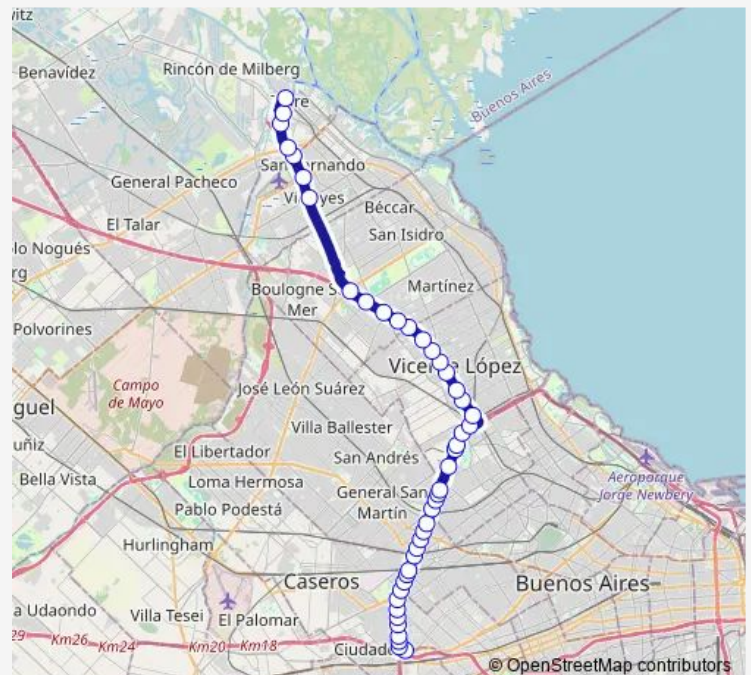 Benavídez
Rincón de Milberg
Buenos Aires
San Fernando
General Pacheco
Béccar
El Talar
San Isidro
Boulogne S
Mer
Martínez
Polvorines
Vicente López
Campo
de Mayo
José León Suárez
Villa Ballester
El Libertador
San Andrés
Bella Vista
Loma Hermosa
General San
Martín
Pablo Podestá
Aeroparque
Jorge Newbery
Hurlingham
Caseros
Buenos Aires
a Udaondo
Villa Tesei
El Palomar
29
Km26
Km24
Km20
Km18
Ciudad
© OpenStreetMap contributors